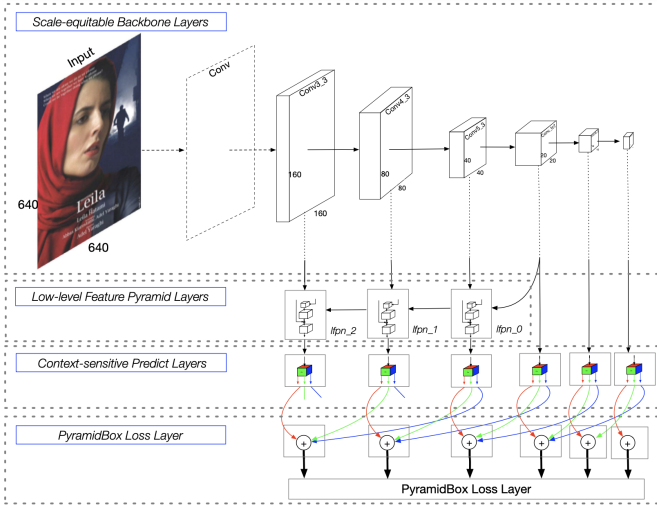 Scale-equitable Backbone Layers
Input
Conv
Conv3_3
Conv4_3
Conv5_3
640
640
Leila
Leila Hatami
160
160
80
80
40
40
20
20
Low-level Feature Pyramid Layers
lfpn_2
lfpn_1
lfpn_0
Context-sensitive Predict Layers
PyramidBox Loss Layer
+
+
+
+
+
+
PyramidBox Loss Layer